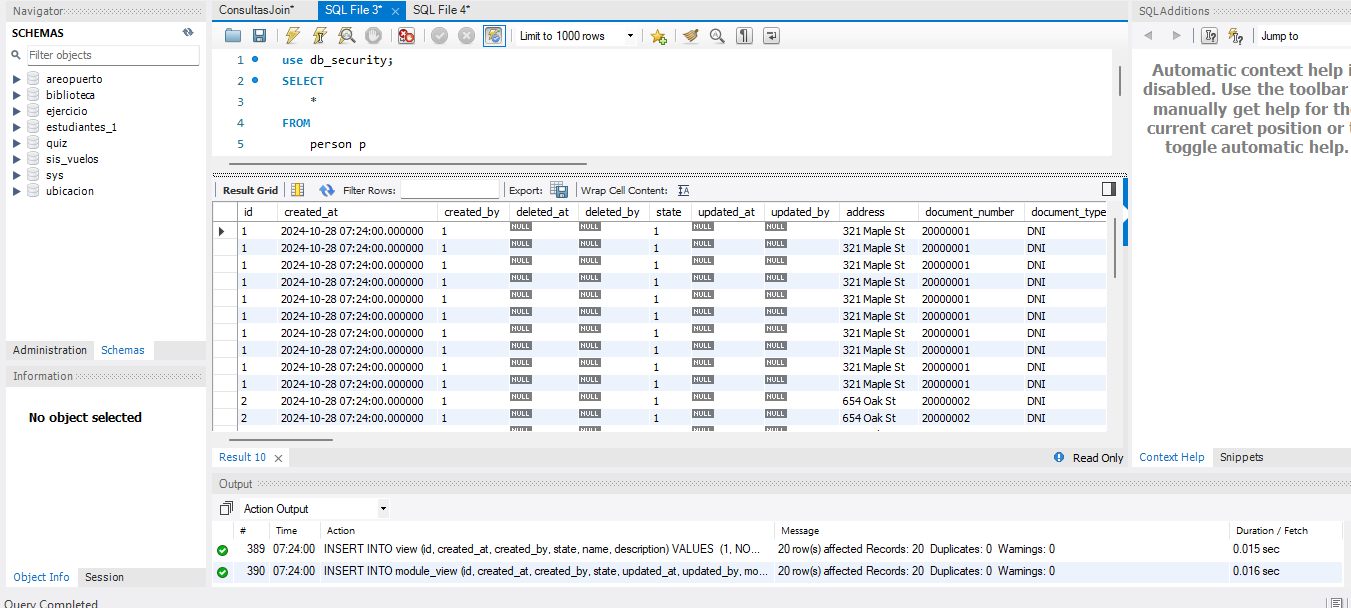 Navigator
SCHEMAS
Filter objects
areopuerto
biblioteca
ejercicio
estudiantes_1
quiz
sis_vuelos
sys
ubicacion
Administration Schemas
Information
No object selected
Object Info Session
Query Completed
ConsultasJoin* SQL File 3* SQL File 4*
Limit to 1000 rows
1 use db_security;
2 SELECT
3 *
4 FROM
5 person p
Result Grid Filter Rows: Export: Wrap Cell Content:
id created_at created_by deleted_at deleted_by state updated_at updated_by address document_number document_type
1 2024-10-28 07:24:00.000000 1 NULL NULL 1 NULL NULL 321 Maple St 20000001 DNI
1 2024-10-28 07:24:00.000000 1 NULL NULL 1 NULL NULL 321 Maple St 20000001 DNI
1 2024-10-28 07:24:00.000000 1 NULL NULL 1 NULL NULL 321 Maple St 20000001 DNI
1 2024-10-28 07:24:00.000000 1 NULL NULL 1 NULL NULL 321 Maple St 20000001 DNI
1 2024-10-28 07:24:00.000000 1 NULL NULL 1 NULL NULL 321 Maple St 20000001 DNI
1 2024-10-28 07:24:00.000000 1 NULL NULL 1 NULL NULL 321 Maple St 20000001 DNI
1 2024-10-28 07:24:00.000000 1 NULL NULL 1 NULL NULL 321 Maple St 20000001 DNI
1 2024-10-28 07:24:00.000000 1 NULL NULL 1 NULL NULL 321 Maple St 20000001 DNI
1 2024-10-28 07:24:00.000000 1 NULL NULL 1 NULL NULL 321 Maple St 20000001 DNI
1 2024-10-28 07:24:00.000000 1 NULL NULL 1 NULL NULL 321 Maple St 20000001 DNI
2 2024-10-28 07:24:00.000000 1 NULL NULL 1 NULL NULL 654 Oak St 20000002 DNI
2 2024-10-28 07:24:00.000000 1 NULL NULL 1 NULL NULL 654 Oak St 20000002 DNI
Result 10 Read Only
Output
Action Output
# Time Action Message Duration / Fetch
389 07:24:00 INSERT INTO view (id, created_at, created_by, state, name, description) VALUES (1, NO... 20 row(s) affected Records: 20 Duplicates: 0 Warnings: 0 0.015 sec
390 07:24:00 INSERT INTO module_view (id, created_at, created_by, state, updated_at, updated_by, mo... 20 row(s) affected Records: 20 Duplicates: 0 Warnings: 0 0.016 sec
SQLAdditions
Jump to
Automatic context help i
disabled. Use the toolbar
manually get help for the
current caret position or t
toggle automatic help.
Context Help Snippets